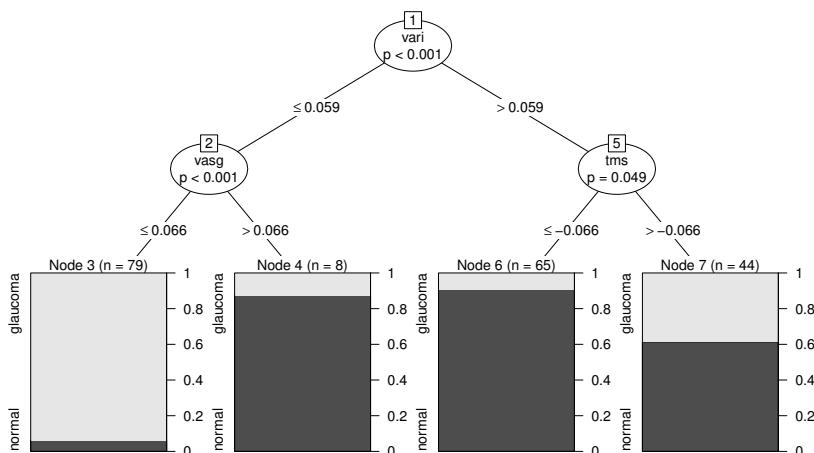 1
vari
p < 0.001
≤ 0.059
> 0.059
2
vasg
p < 0.001
5
tms
p = 0.049
≤ 0.066
> 0.066
≤ −0.066
> −0.066
Node 3 (n = 79)
normal
glaucoma
0
0.2
0.4
0.6
0.8
1
Node 4 (n = 8)
normal
glaucoma
0
0.2
0.4
0.6
0.8
1
Node 6 (n = 65)
normal
glaucoma
0
0.2
0.4
0.6
0.8
1
Node 7 (n = 44)
normal
glaucoma
0
0.2
0.4
0.6
0.8
1